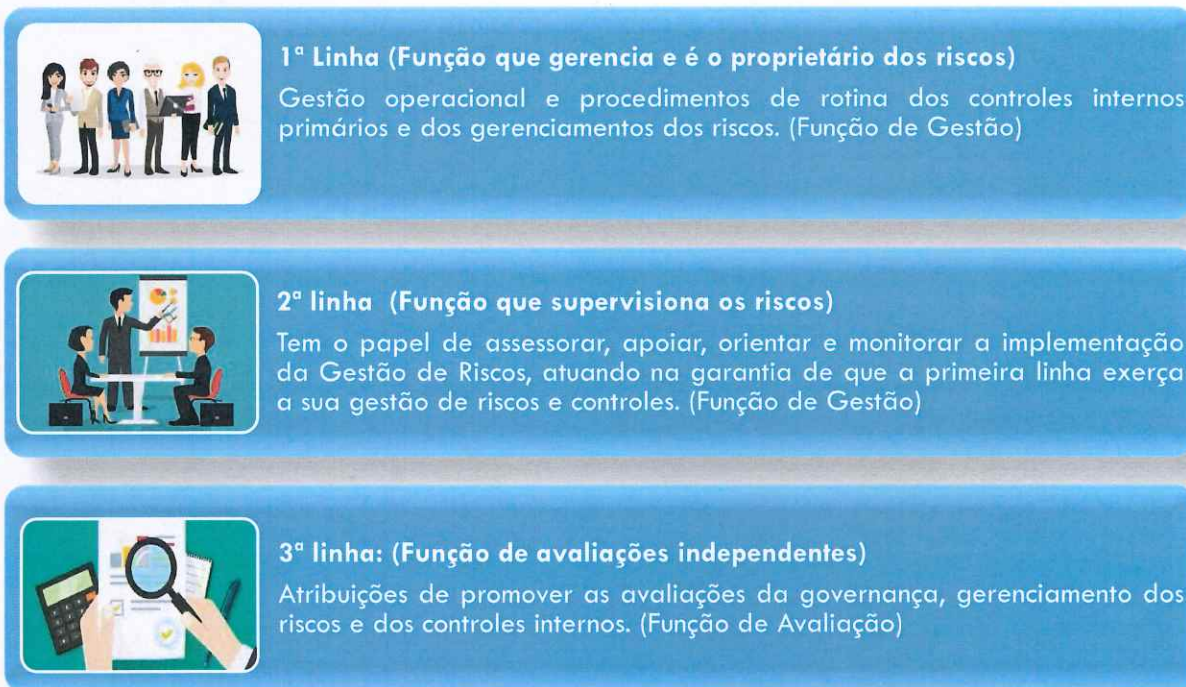 1ª Linha (Função que gerencia e é o proprietário dos riscos)
Gestão operacional e procedimentos de rotina dos controles internos
primários e dos gerenciamentos dos riscos. (Função de Gestão)
2ª linha (Função que supervisiona os riscos)
Tem o papel de assessorar, apoiar, orientar e monitorar a implementação
da Gestão de Riscos, atuando na garantia de que a primeira linha exerça
a sua gestão de riscos e controles. (Função de Gestão)
3ª linha: (Função de avaliações independentes)
Atribuições de promover as avaliações da governança, gerenciamento dos
riscos e dos controles internos. (Função de Avaliação)